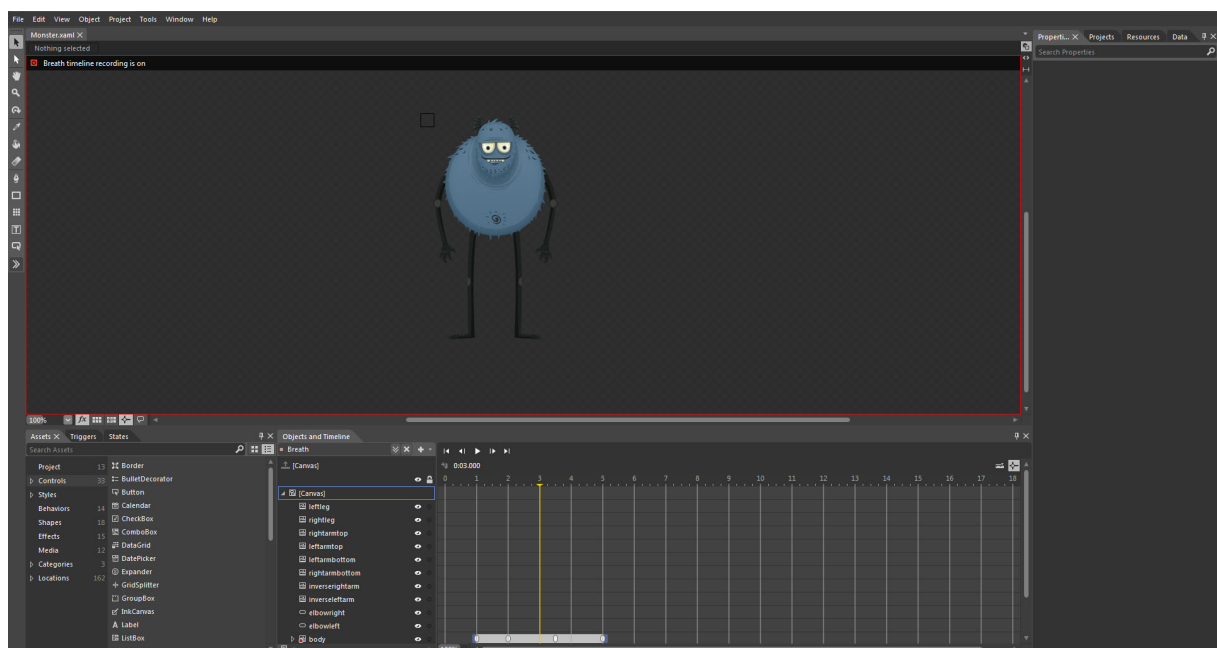 File Edit View Object Project Tools Window Help
Monster.xaml
Nothing selected
Breath timeline recording is on
Properti... Projects Resources Data
Search Properties
100%
Assets Triggers States
Search Assets
Project 13
Controls 33
Styles
Behaviors 14
Shapes 18
Effects 15
Media 12
Categories 3
Locations 162
Border
BulletDecorator
Button
Calendar
CheckBox
ComboBox
DataGrid
DatePicker
Expander
GridSplitter
GroupBox
InkCanvas
Label
ListBox
Objects and Timeline
Breath
[Canvas] 0:03.000
0 1 2 3 4 5 6 7 8 9 10 11 12 13 14 15 16 17 18
[Canvas]
leftleg
rightleg
rightarmtop
leftarmtop
leftarmbottom
rightarmbottom
inverserightarm
inverseleftarm
elbowright
elbowleft
body